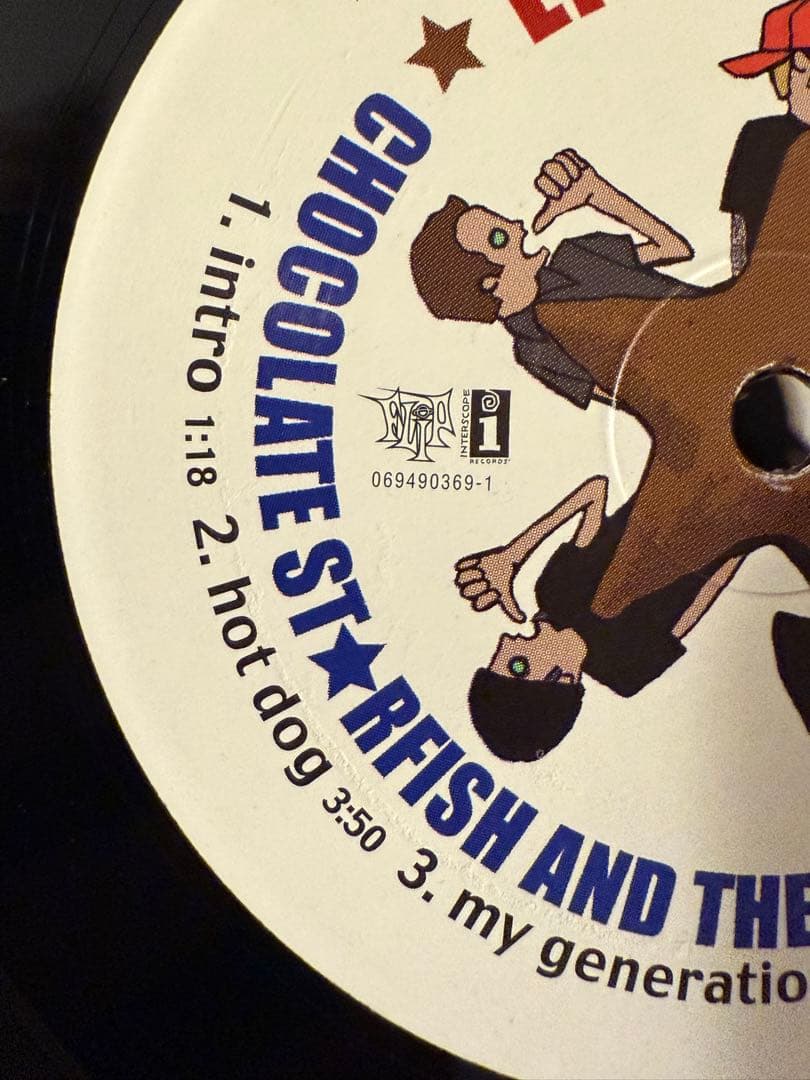 CHOCOLATE ST★RFISH AND THE
1. intro 1:18 2. hot dog 3:50 3. my generatio
FLIP
INTERSCOPE
i
RECORDS
069490369-1